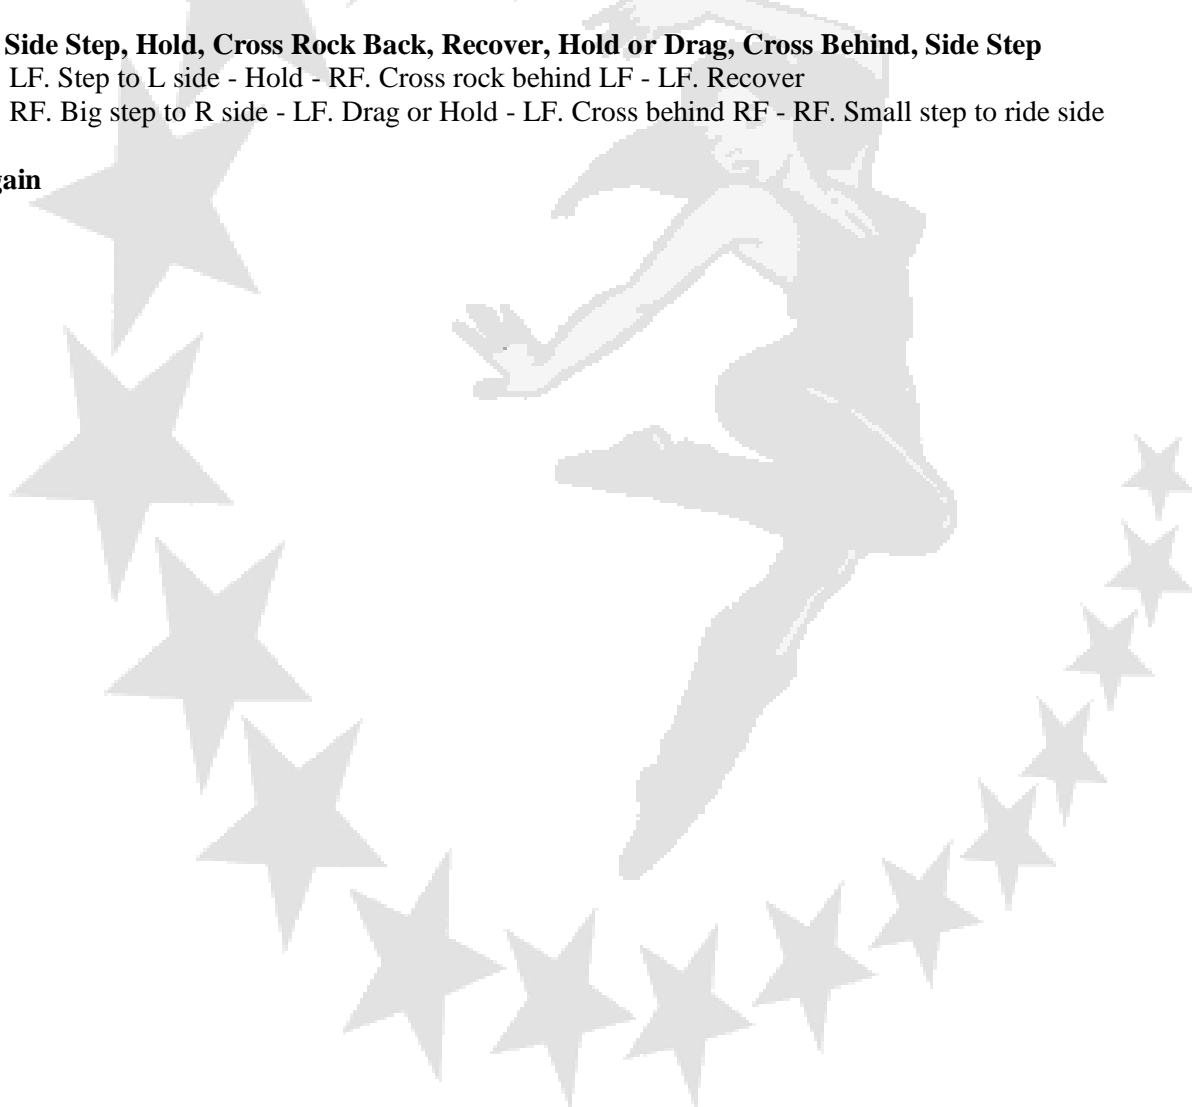 Side Step, Hold, Cross Rock Back, Recover, Hold or Drag, Cross Behind, Side Step
LF. Step to L side - Hold - RF. Cross rock behind LF - LF. Recover
RF. Big step to R side - LF. Drag or Hold - LF. Cross behind RF - RF. Small step to ride side
gain